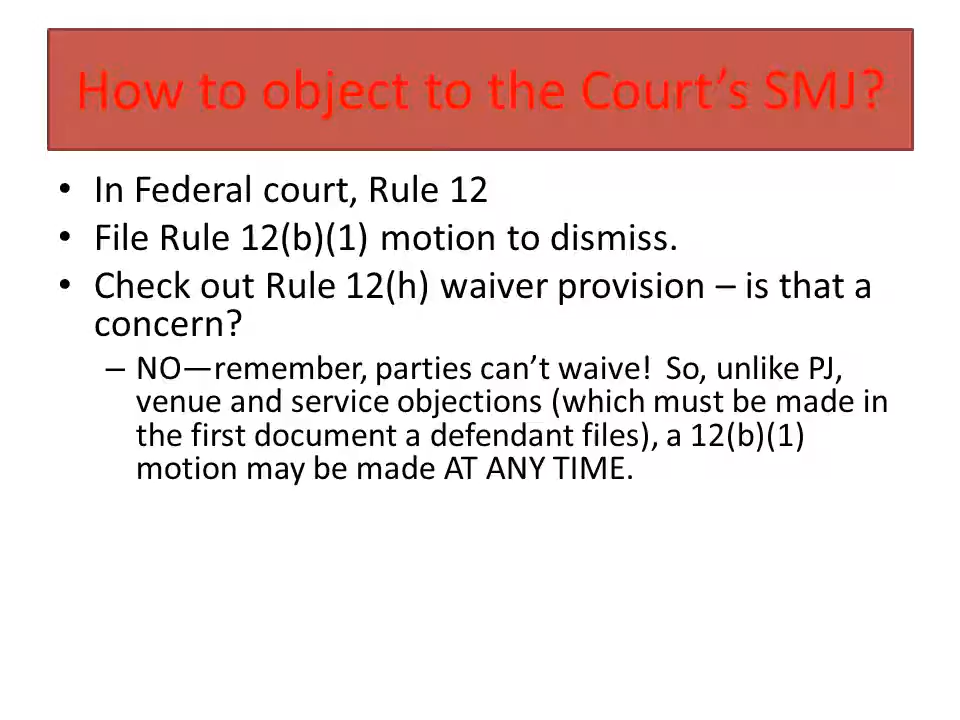 How to object to the Court’s SMJ?
• In Federal court, Rule 12
• File Rule 12(b)(1) motion to dismiss.
• Check out Rule 12(h) waiver provision – is that a
concern?
– NO—remember, parties can’t waive!  So, unlike PJ,
venue and service objections (which must be made in
the first document a defendant files), a 12(b)(1)
motion may be made AT ANY TIME.